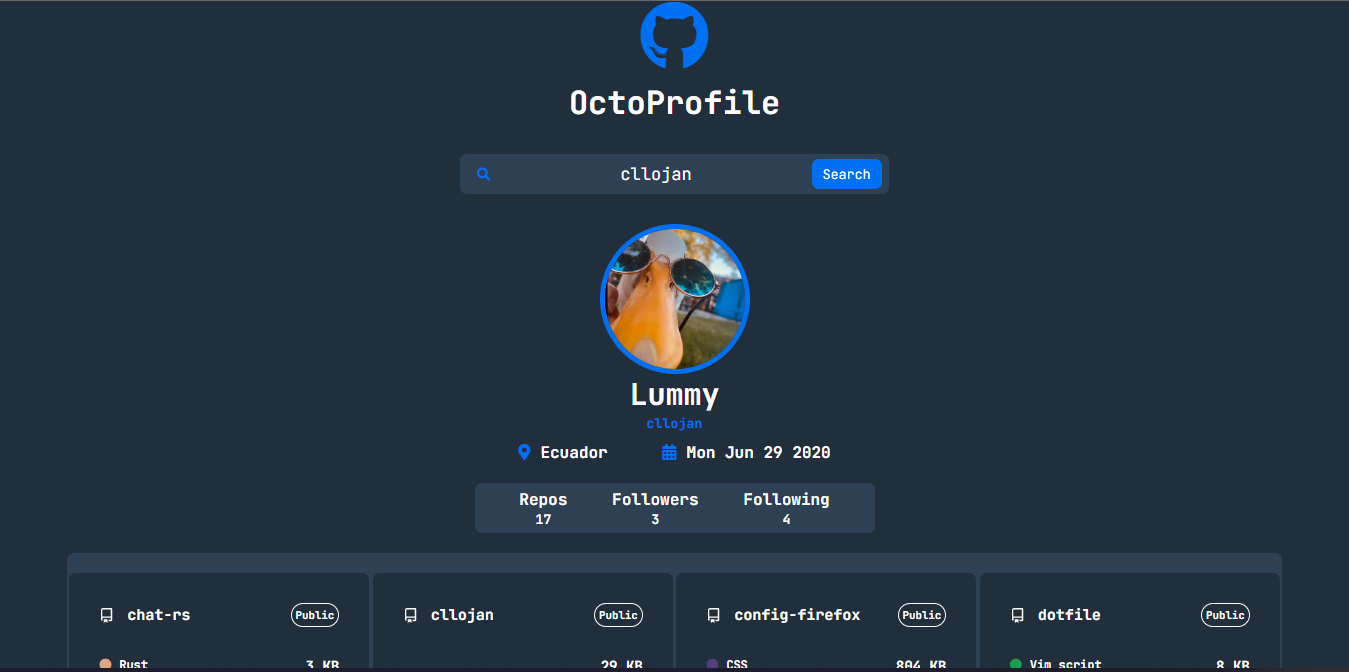 OctoProfile
cllojan Search
Lummy
cllojan
Ecuador Mon Jun 29 2020
Repos Followers Following
17 3 4
chat-rs Public cllojan Public config-firefox Public dotfile Public
Rust 3 KB 29 KB CSS 804 KB Vim script 8 KB